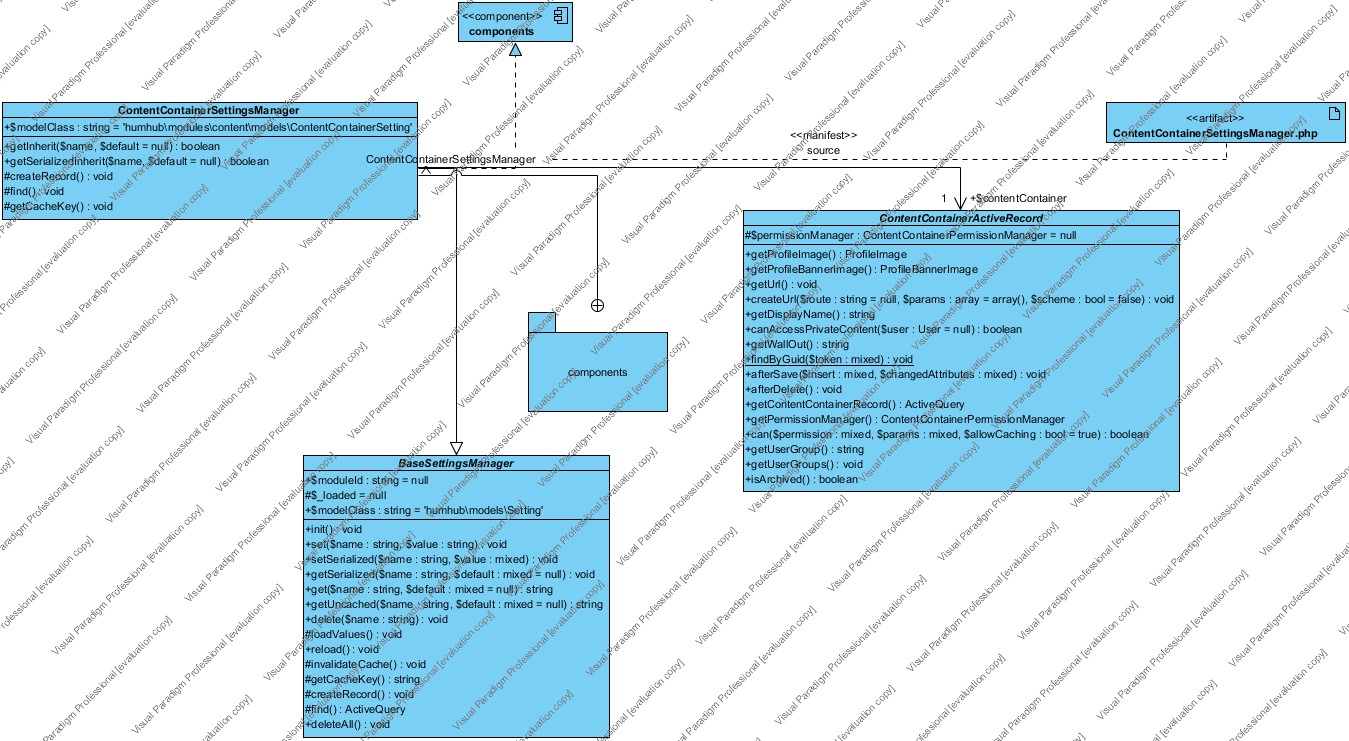 <<component>>
components
ContentContainerSettingsManager
+$modelClass : string = "humhub\modules\content\models\ContentContainerSetting"
+getInherit($name, $default = null) : boolean
+getSerializedInherit($name, $default = null) : boolean
#createRecord() : void
#find() : void
#getCacheKey() : void
<<artifact>>
ContentContainerSettingsManager.php
<<manifest>>
source
ContentContainerSettingsManager
1
+$contentContainer
ContentContainerActiveRecord
#$permissionManager : ContentContainerPermissionManager = null
+getProfileImage() : ProfileImage
+getProfileBannerImage() : ProfileBannerImage
+getUrl() : void
+createUrl($route : string = null, $params : array = array(), $scheme : bool = false) : void
+getDisplayName() : string
+canAccessPrivateContent($user : User = null) : boolean
+getWallOut() : string
+findByGuid($token : mixed) : void
+afterSave($insert : mixed, $changedAttributes : mixed) : void
+afterDelete() : void
+getContentContainerRecord() : ActiveQuery
+getPermissionManager() : ContentContainerPermissionManager
+can($permission : mixed, $params : mixed, $allowCaching : bool = true) : boolean
+getUserGroup() : string
+getUserGroups() : void
+isArchived() : boolean
components
BaseSettingsManager
+$moduleId : string = null
#$_loaded = null
+$modelClass : string = 'humhub\models\Setting'
+init() : void
+set($name : string, $value : string) : void
+setSerialized($name : string, $value : mixed) : void
+getSerialized($name : string, $default : mixed = null) : void
+get($name : string, $default : mixed = null) : string
+getUncached($name : string, $default : mixed = null) : string
+delete($name : string) : void
#loadValues() : void
+reload() : void
#invalidateCache() : void
#getCacheKey() : string
#createRecord() : void
#find() : ActiveQuery
+deleteAll() : void
Visual Paradigm Professional [evaluation copy]